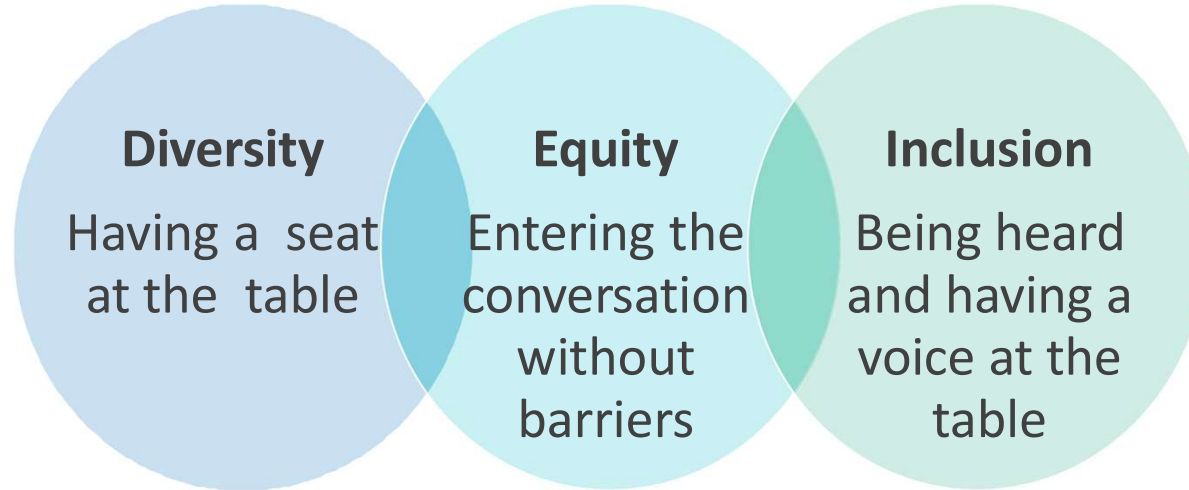 Diversity
Having a seat
at the table
Equity
Entering the
conversation
without
barriers
Inclusion
Being heard
and having a
voice at the
table